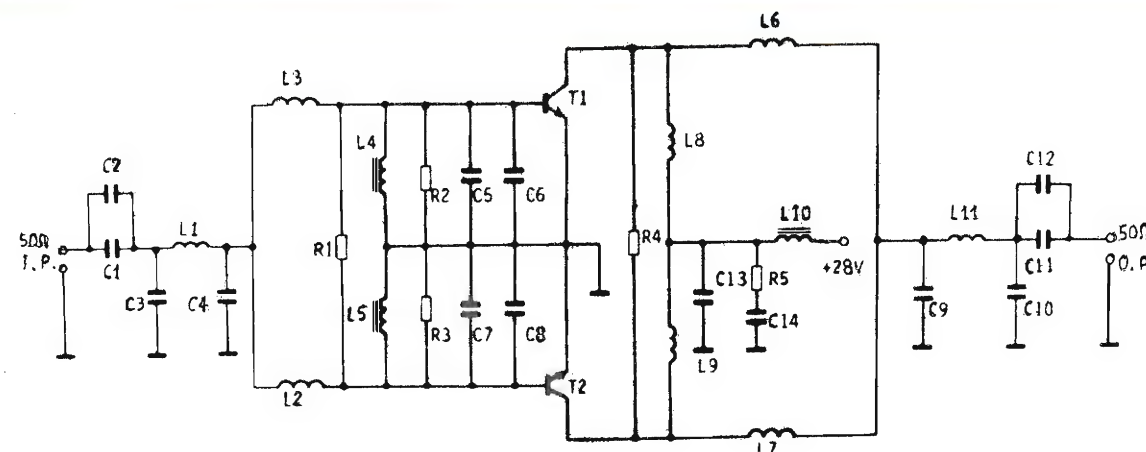 L6
L3
T1
L4
L8
C2
C12
R2
C5
C6
L10
L1
L11
50Ω
I.P.
R1
R4
50Ω
O.P
C1
+28V
C11
C13
R5
C3
C4
L5
R3
C7
C8
C9
C10
C14
L9
L2
T2
L7